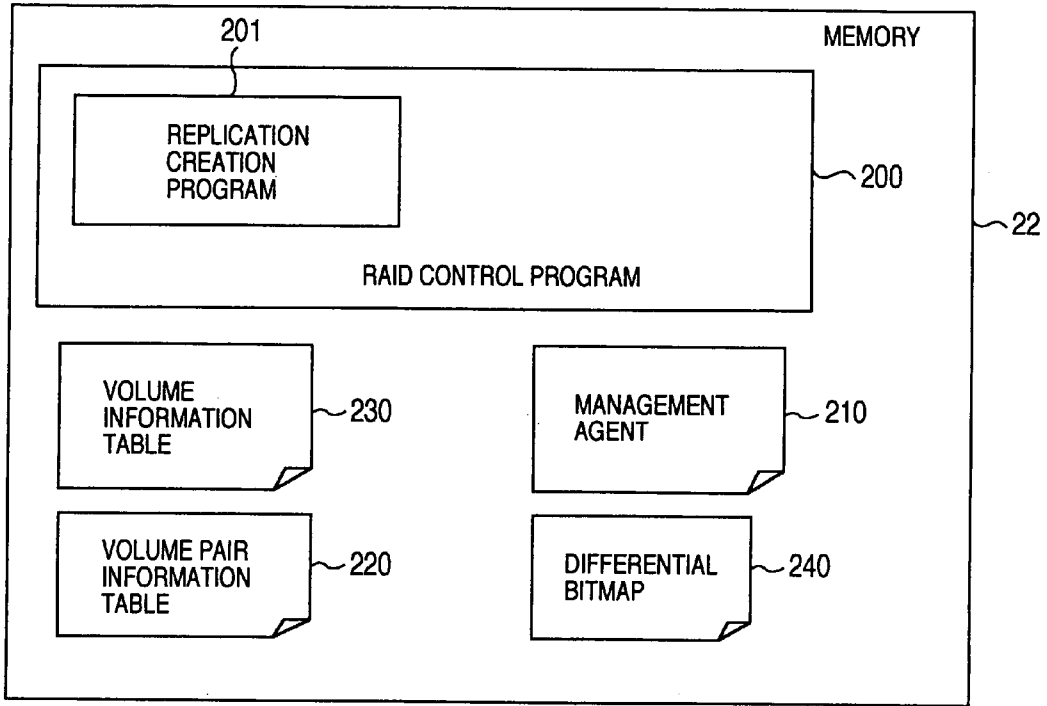 201
MEMORY
REPLICATION
CREATION
PROGRAM
200
22
RAID CONTROL PROGRAM
VOLUME
INFORMATION
TABLE
230
MANAGEMENT
AGENT
210
VOLUME PAIR
INFORMATION
TABLE
220
DIFFERENTIAL
BITMAP
240